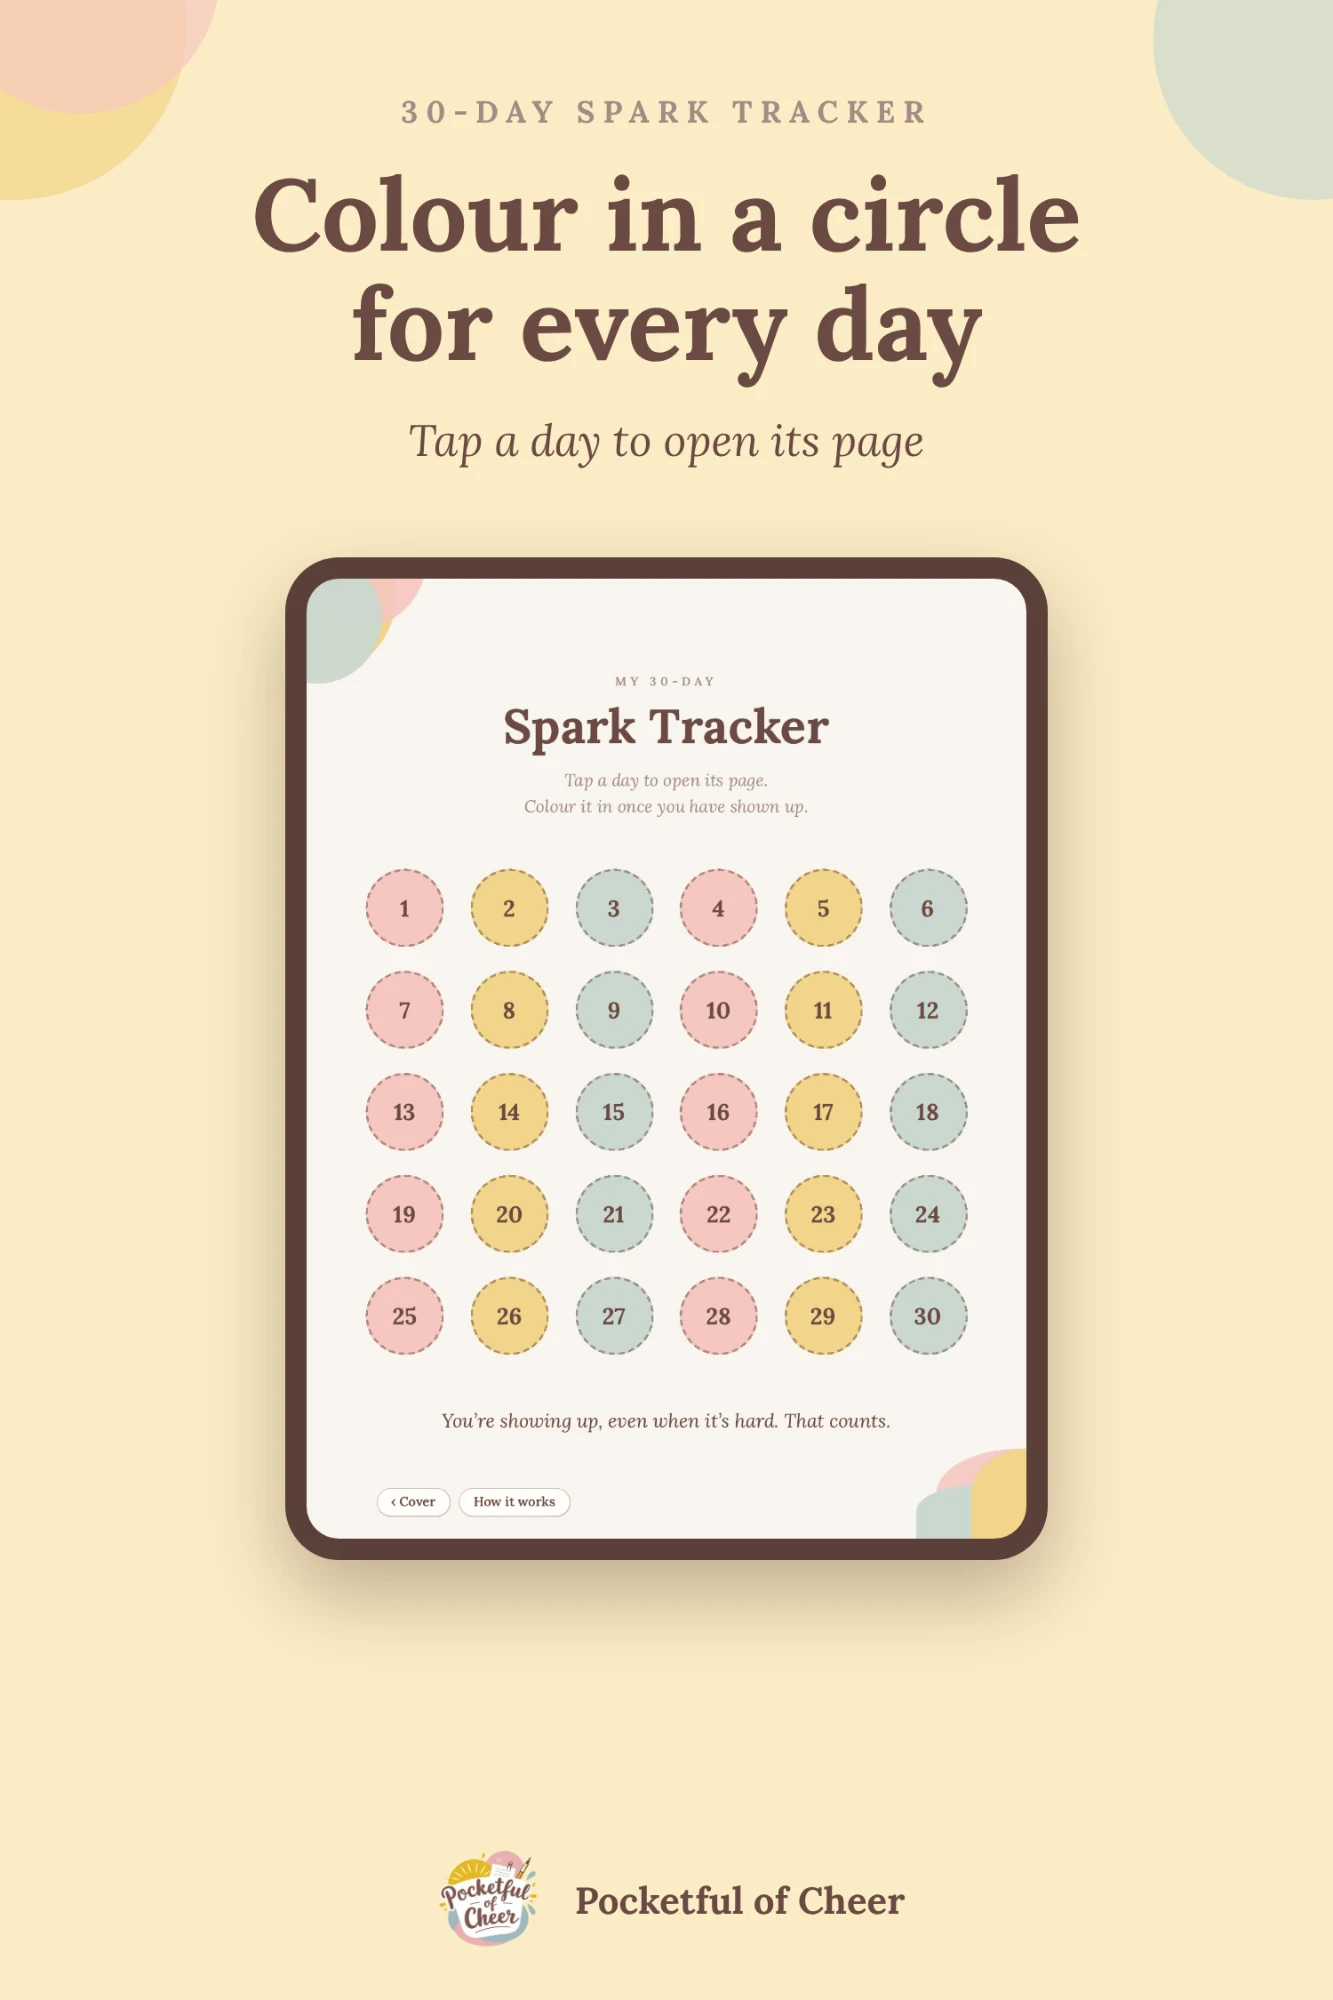 30-DAY SPARK TRACKER
Colour in a circle
for every day
Tap a day to open its page
MY 30-DAY
Spark Tracker
Tap a day to open its page.
Colour it in once you have shown up.
1 2 3 4 5 6
7 8 9 10 11 12
13 14 15 16 17 18
19 20 21 22 23 24
25 26 27 28 29 30
You’re showing up, even when it’s hard. That counts.
‹ Cover How it works
Pocketful
of
Cheer
Pocketful of Cheer